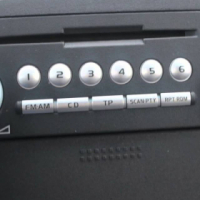 1 2 3 4 5 6
FM AM CD TP SCAN·PTY RPT RDM